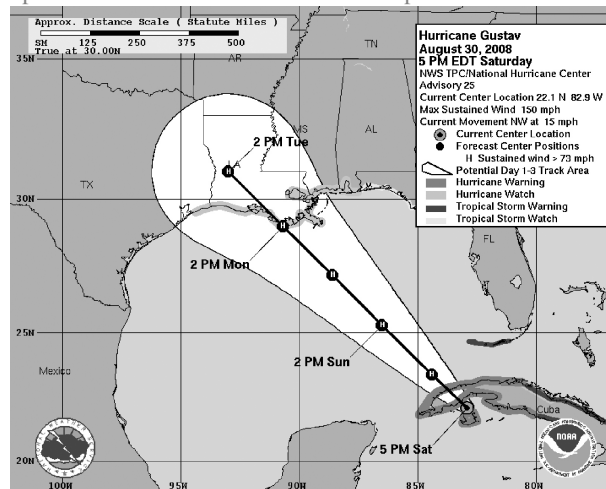 Approx. Distance Scale ( Statute Miles )
SM 125 250 375 500
True at 30.00N
Hurricane Gustav
August 30, 2008
5 PM EDT Saturday
NWS TPC/National Hurricane Center
Advisory 25
Current Center Location 22.1 N 82.9 W
Max Sustained Wind 150 mph
Current Movement NW at 15 mph
Current Center Location
Forecast Center Positions
H Sustained wind > 73 mph
Potential Day 1-3 Track Area
Hurricane Warning
Hurricane Watch
Tropical Storm Warning
Tropical Storm Watch
35N
AR
TN
MS
AL
2 PM Tue
LA
TX
30N
FL
2 PM Mon
H
H
H
H
H
25N
2 PM Sun
Mexico
Cuba
5 PM Sat
NOAA
20N
100W
95W
90W
85W
80W